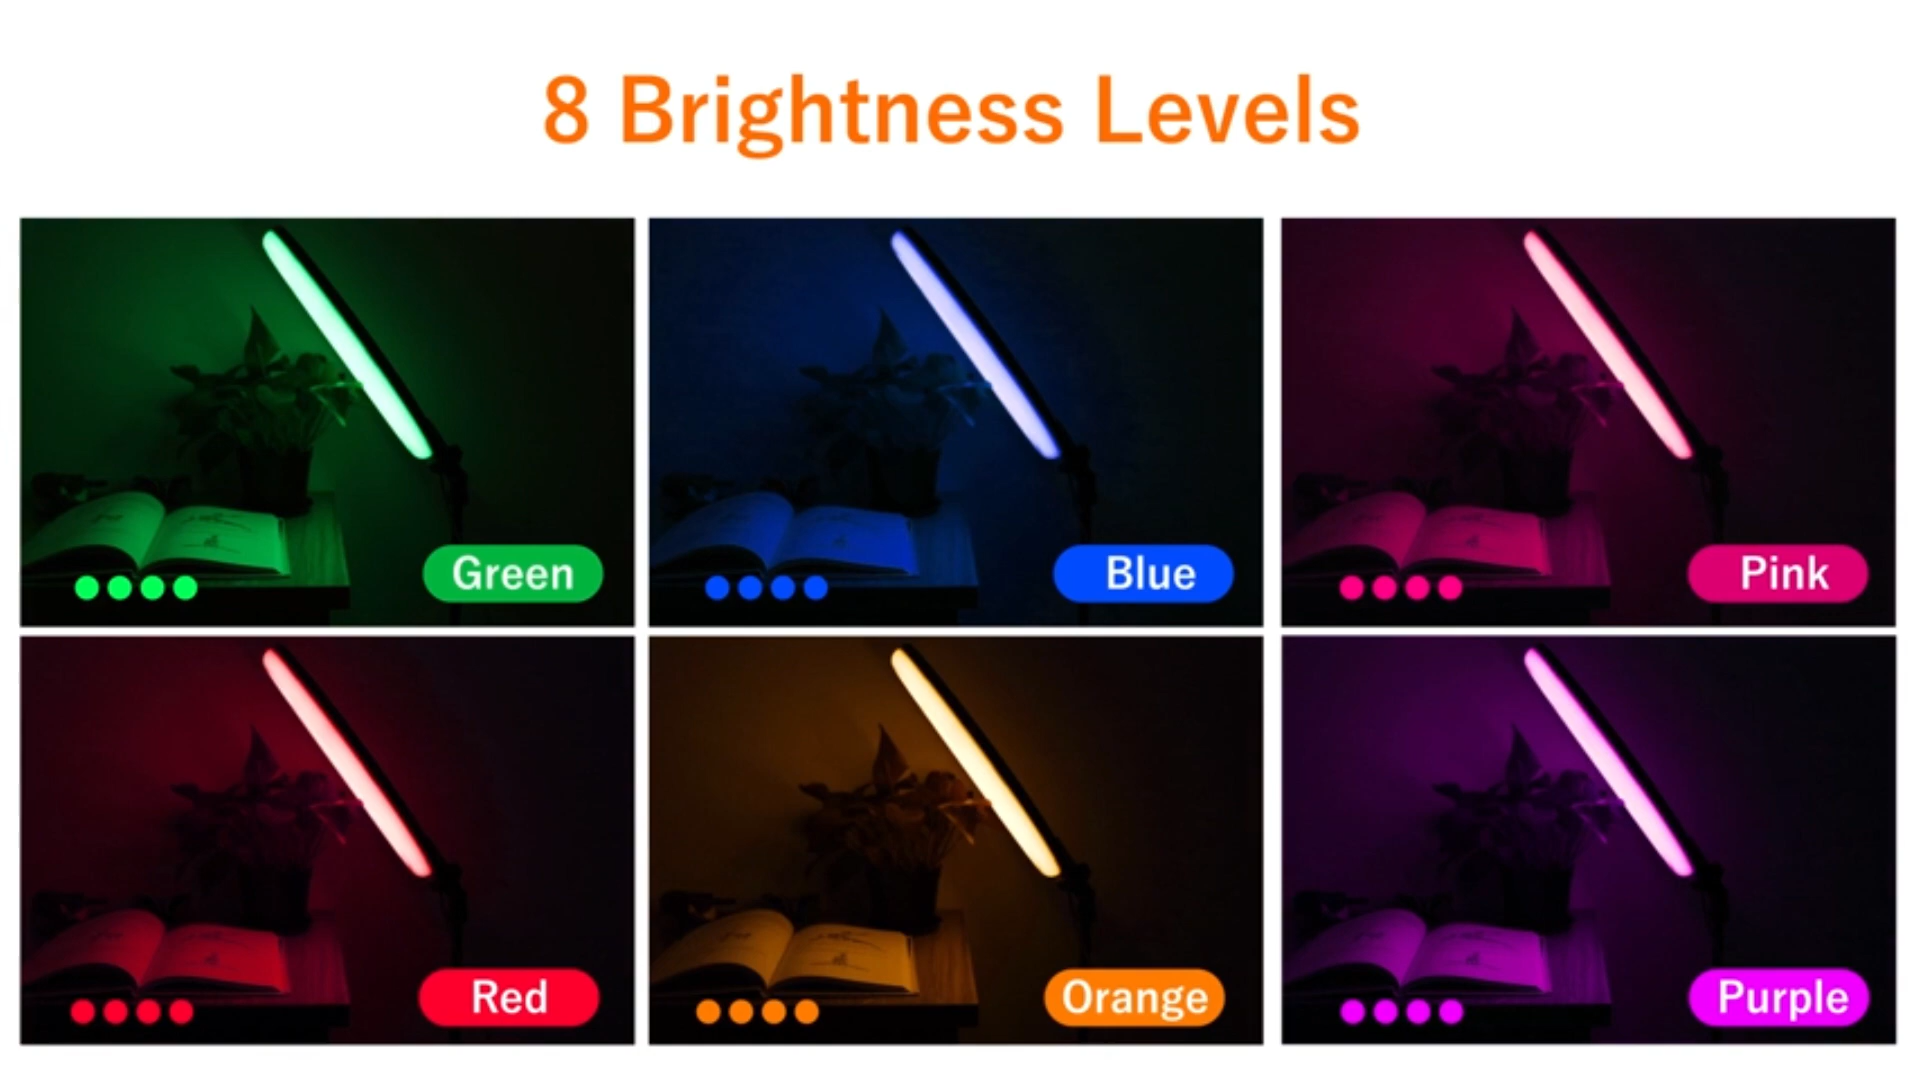 8 Brightness Levels
Green
Blue
Pink
Red
Orange
Purple